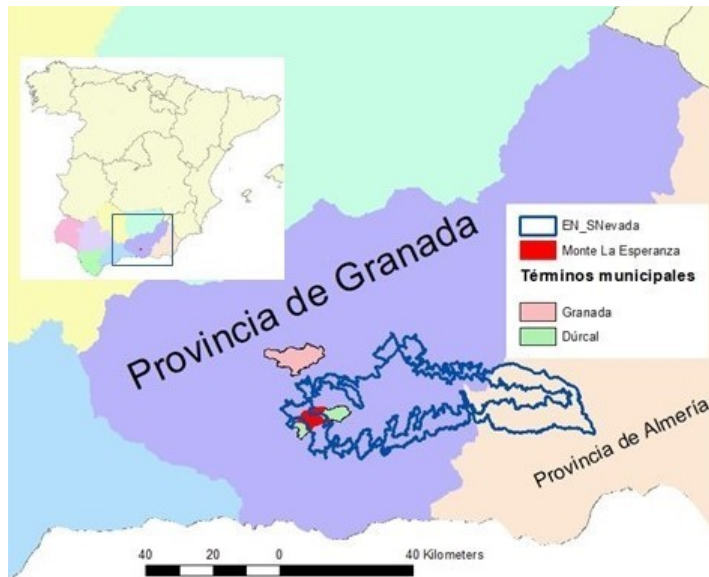 EN_SNevada
Monte La Esperanza
Términos municipales
Granada
Dúrcal
Provincia de Granada
Provincia de Almería
40 20 0 40 Kilometers